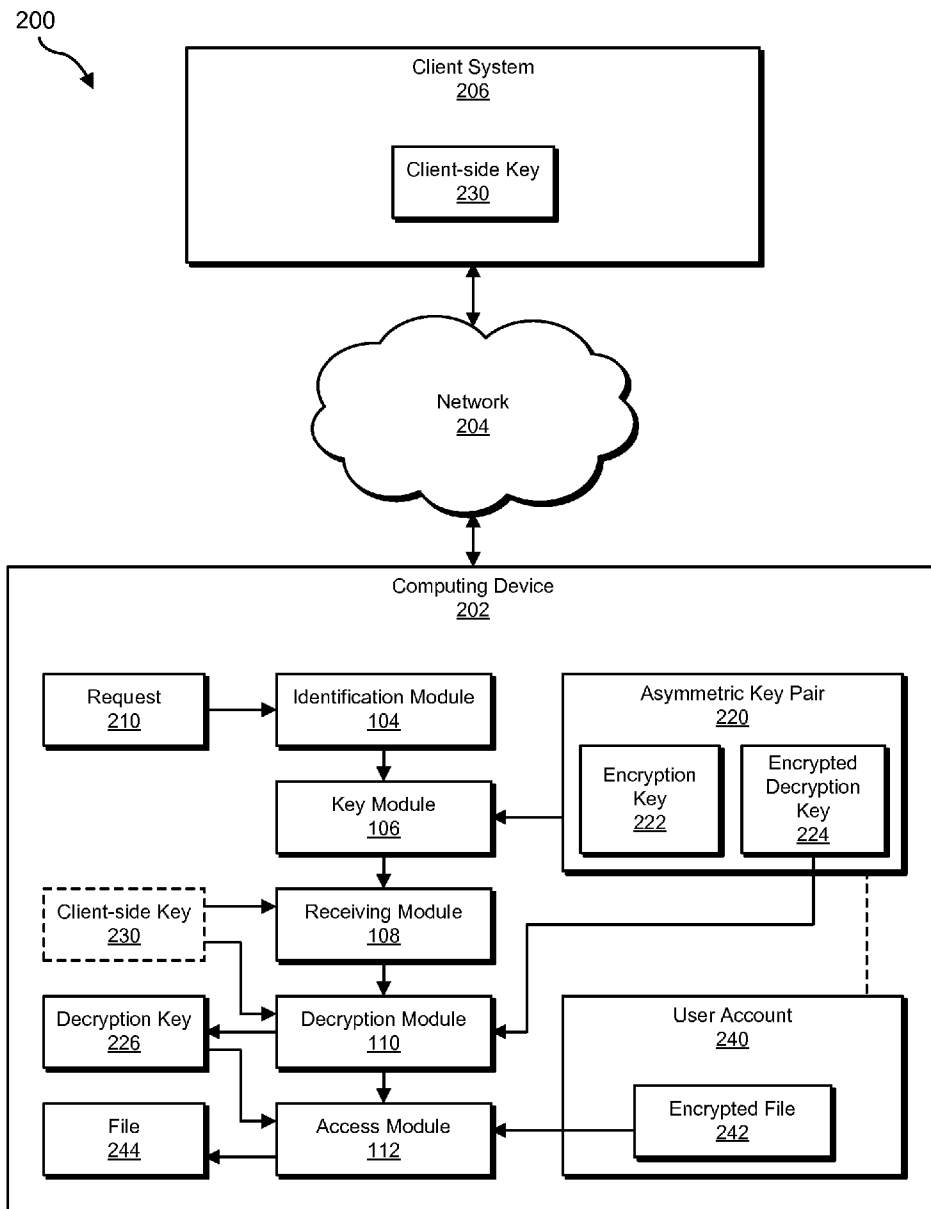 200
Client System
206
Client-side Key
230
Network
204
Computing Device
202
Request
210
Identification Module
104
Asymmetric Key Pair
220
Encryption
Key
222
Encrypted
Decryption
Key
224
Key Module
106
Client-side Key
230
Receiving Module
108
Decryption Key
226
Decryption Module
110
User Account
240
Encrypted File
242
File
244
Access Module
112